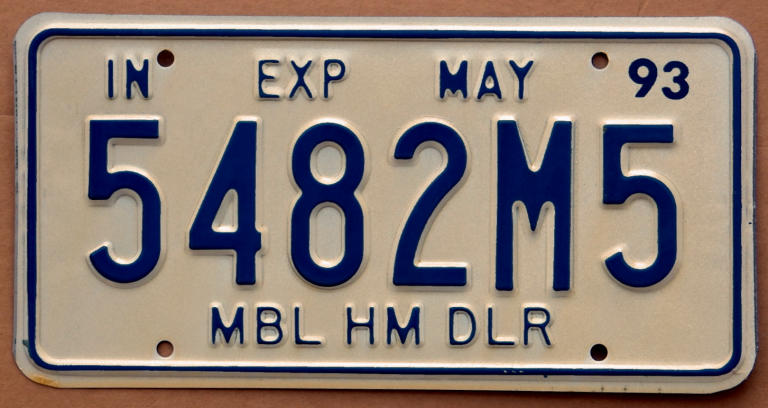 IN EXP MAY 93
5482M5
MBL HM DLR